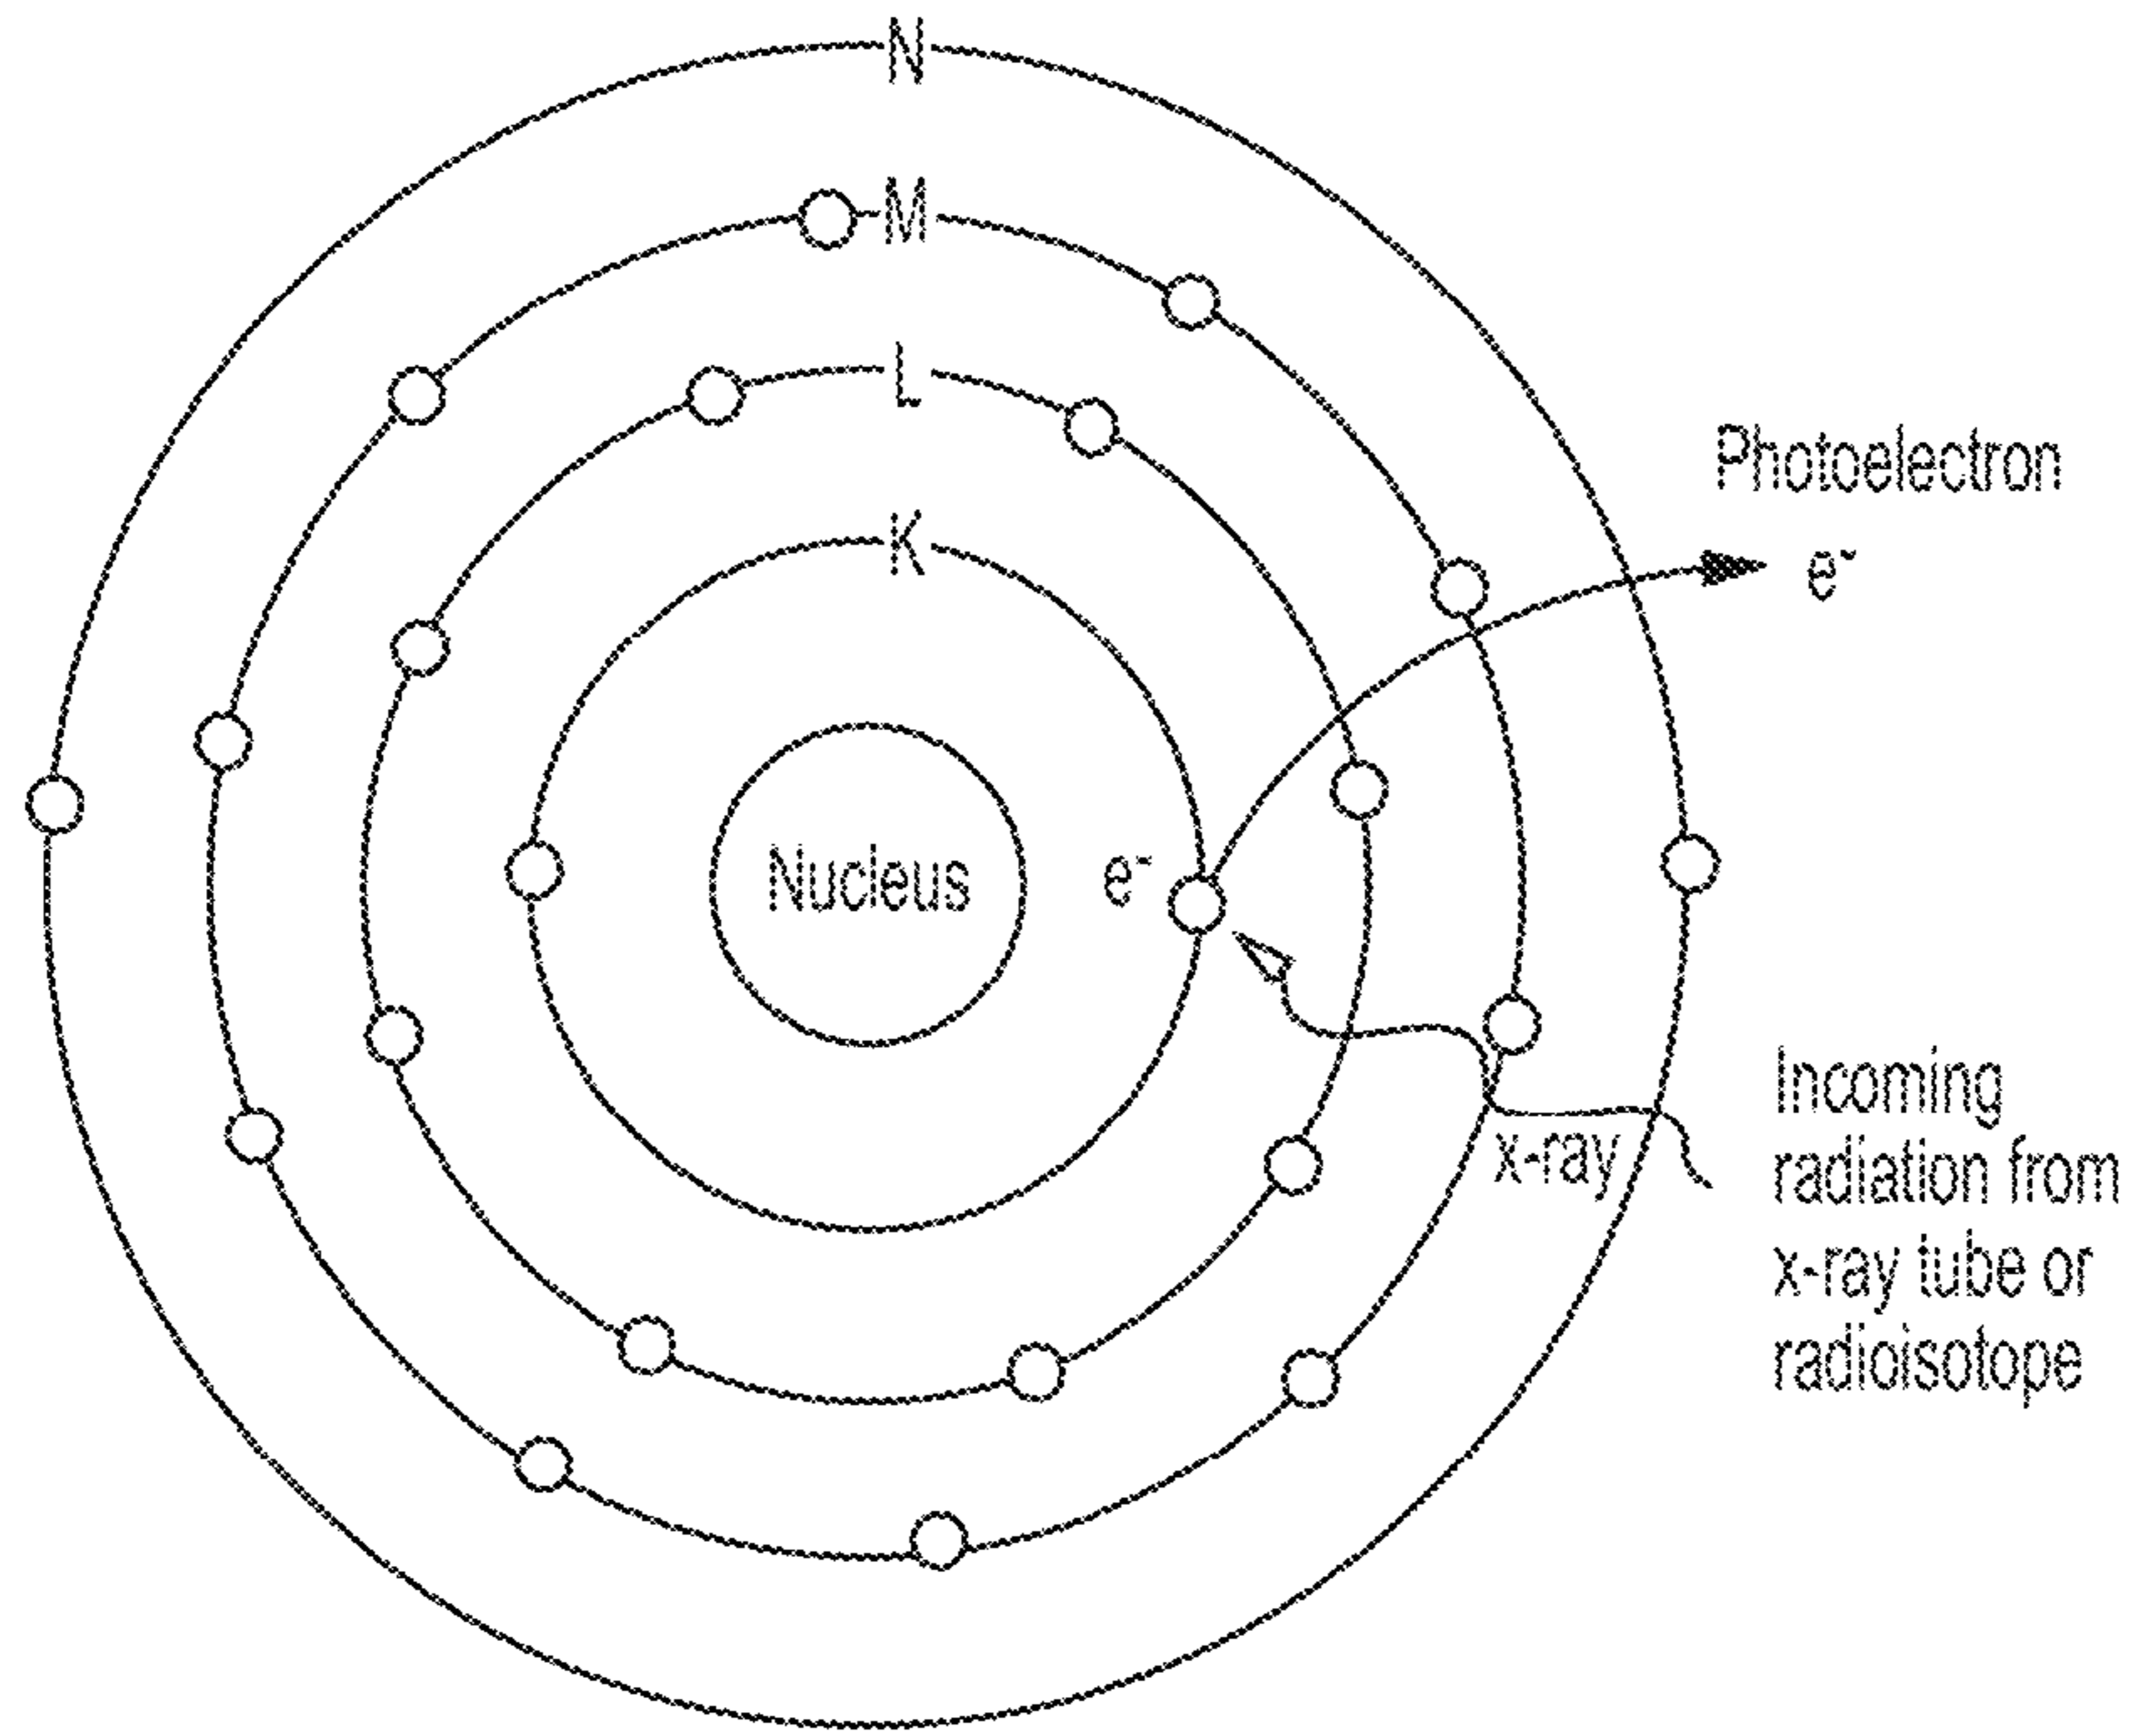 N
M
L
K
Photoelectron
e-
Nucleus
e-
Incoming
radiation from
x-ray tube or
radioisotope
x-ray